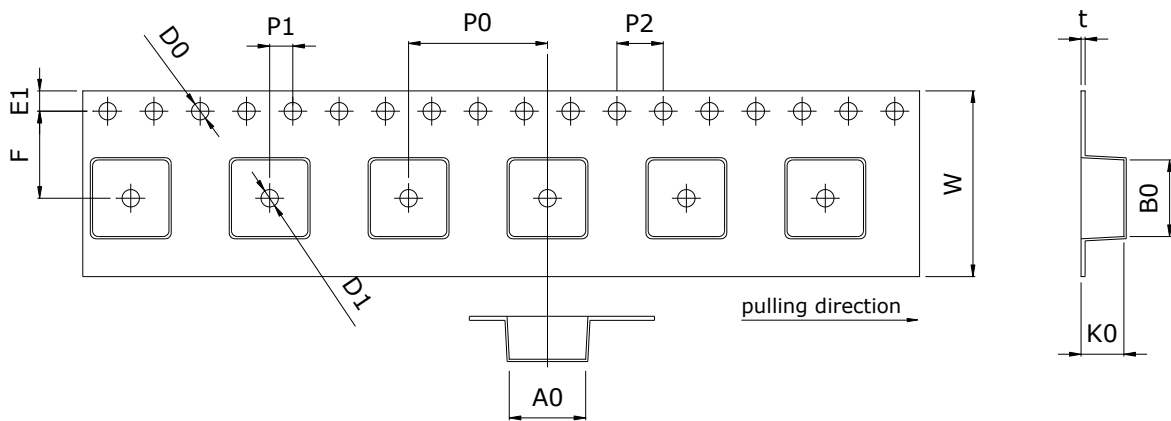 P1
P0
P2
t
D0
E1
F
W
B0
D1
pulling direction
K0
A0